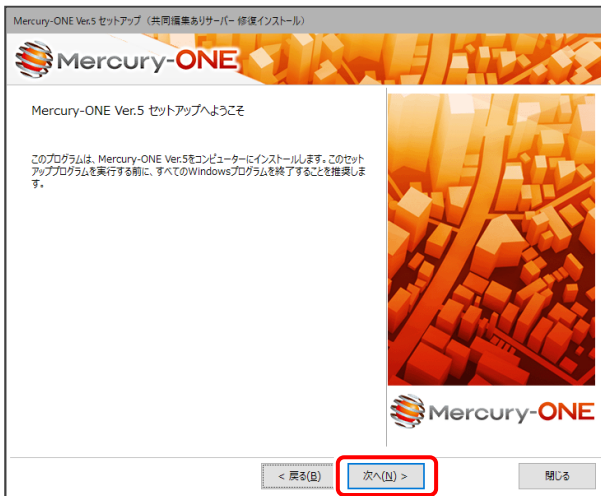 Mercury-ONE Ver.5 セットアップ（共同編集ありサーバー 修復インストール）
Mercury-ONE
Mercury-ONE Ver.5 セットアップへようこそ
このプログラムは、Mercury-ONE Ver.5をコンピューターにインストールします。このセット
アッププログラムを実行する前に、すべてのWindowsプログラムを終了することを推奨しま
す。
Mercury-ONE
< 戻る(B)
次へ(N) >
閉じる